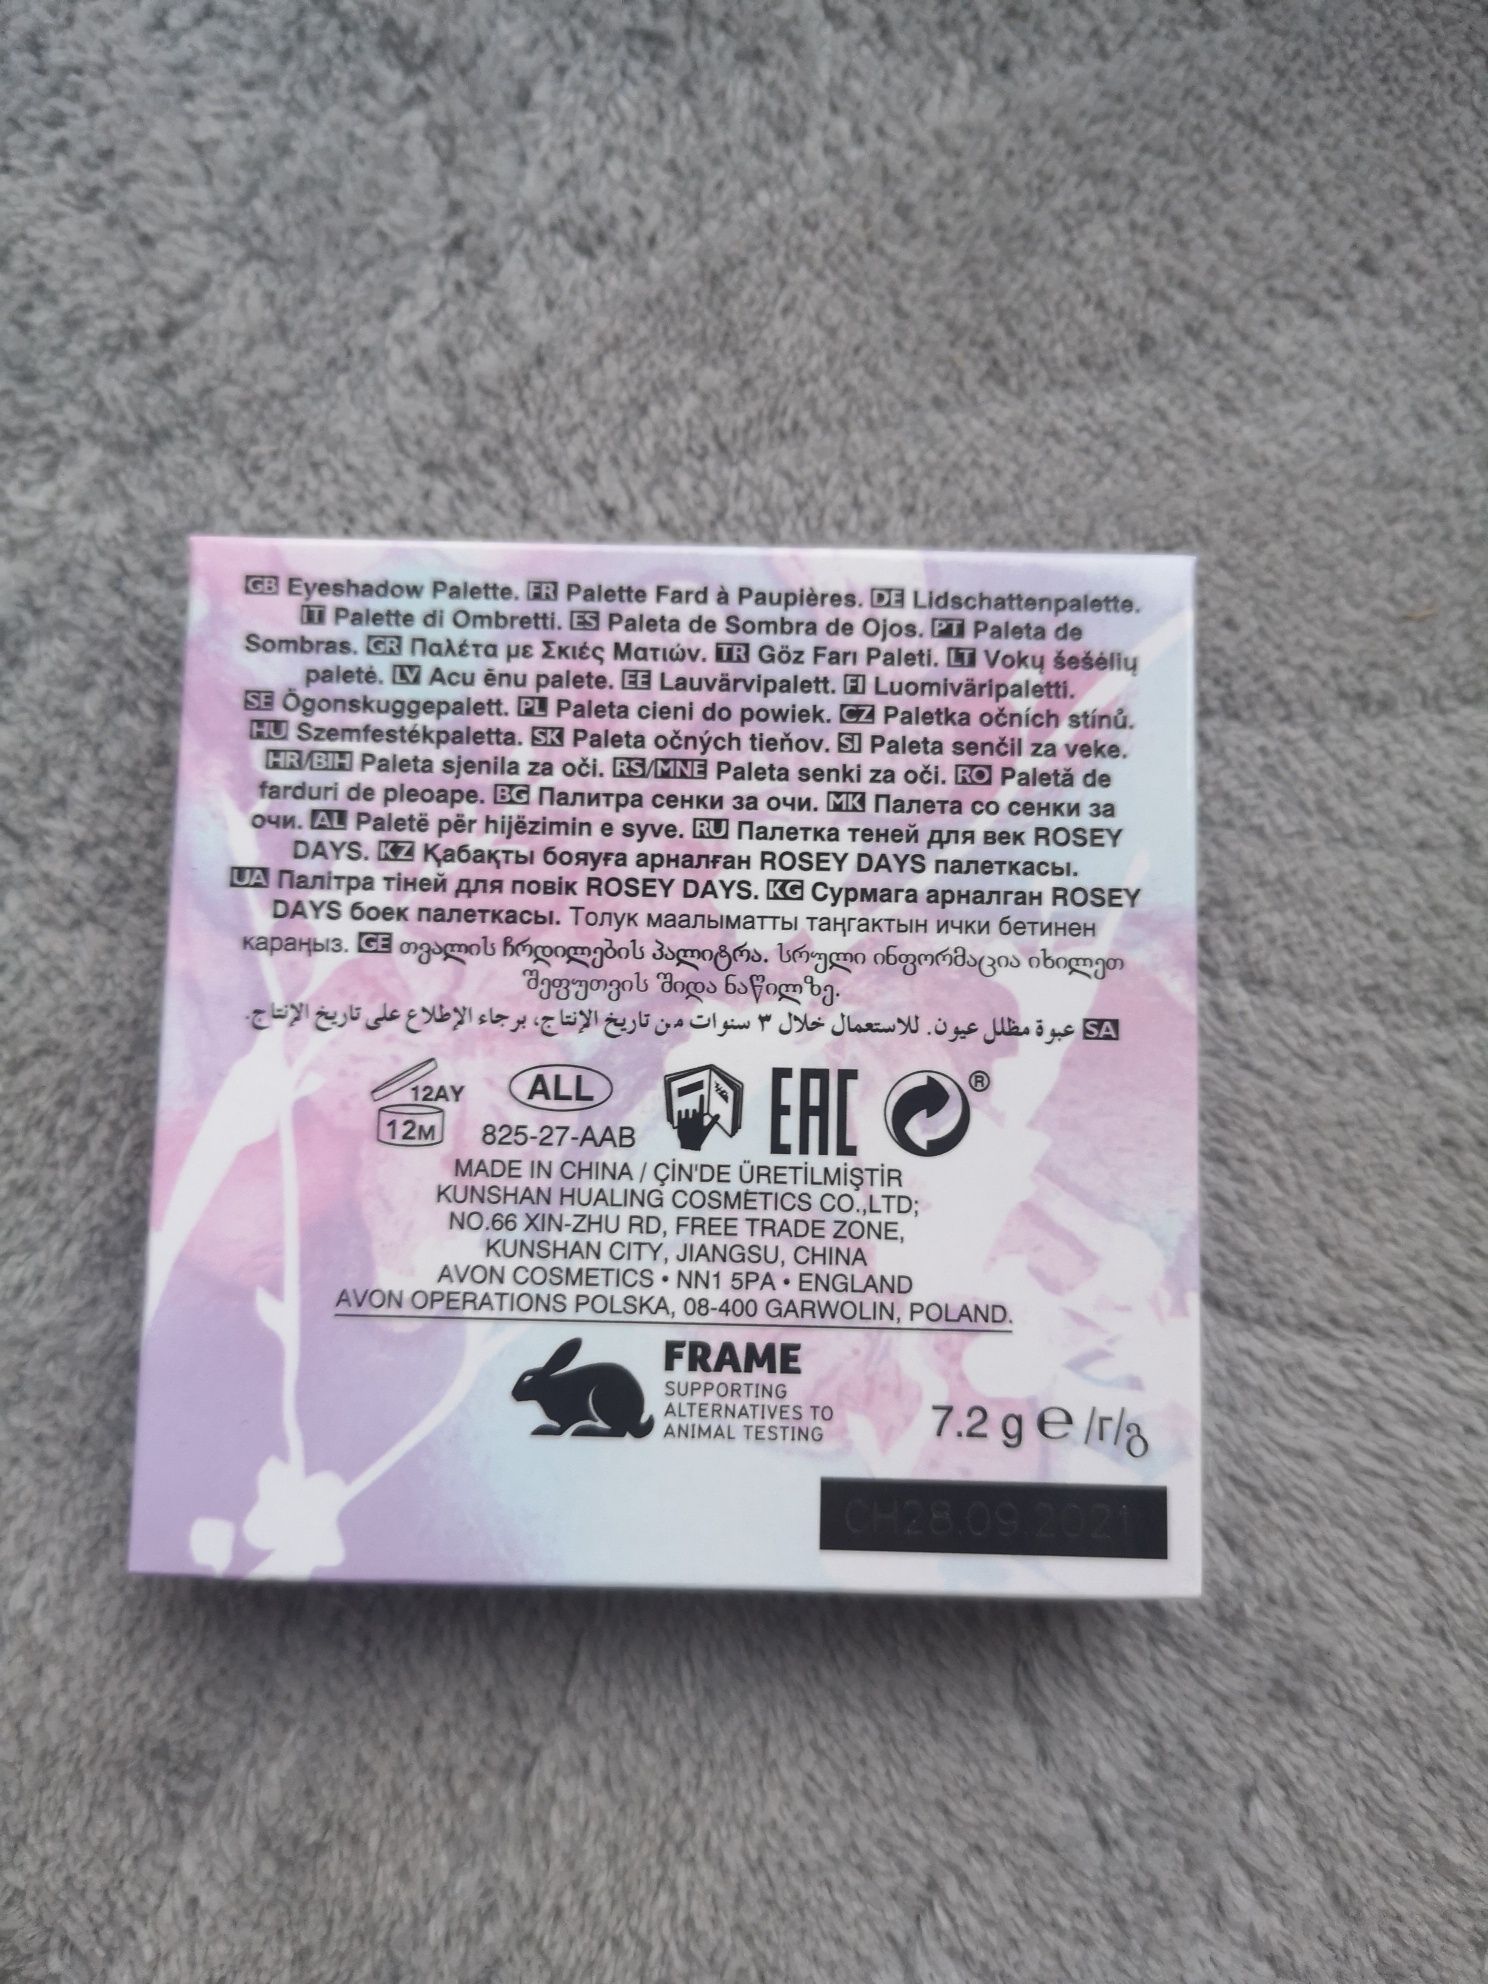 GB Eyeshadow Palette. FR Palette Fard à Paupières. DE Lidschattenpalette.
IT Palette di Ombretti. ES Paleta de Sombra de Ojos. PT Paleta de
Sombras. GR Παλέτα με Σκιές Ματιών. TR Göz Farı Paleti. LT Vokų šešėlių
paletė. LV Acu ēnu palete. EE Lauvärvipalett. FI Luomiväripaletti.
SE Ögonskuggepalett. PL Paleta cieni do powiek. CZ Paletka očních stínů.
HU Szemfestékpaletta. SK Paleta očných tieňov. SI Paleta senčil za veke.
HR/BIH Paleta sjenila za oči. RS/MNE Paleta senki za oči. RO Paletă de
farduri de pleoape. BG Палитра сенки за очи. MK Палета со сенки за
очи. AL Paletë për hijëzimin e syve. RU Палетка теней для век ROSEY
DAYS. KZ Қабақты бояуға арналған ROSEY DAYS палеткасы.
UA Палітра тіней для повік ROSEY DAYS. KG Сурмага арналган ROSEY
DAYS боек палеткасы. Толук маалыматты таңгактын ички бетинен
караңыз. GE თვალის ჩრდილების პალიტრა. სრული ინფორმაცია იხილეთ
შეფუთვის შიდა ნაწილზე.
SA عبوة مظلل عيون. للاستعمال خلال ٣ سنوات من تاريخ الإنتاج، برجاء الإطلاع على تاريخ الإنتاج.
12AY
12M
ALL
825-27-AAB
EAC
®
MADE IN CHINA / ÇİN'DE ÜRETİLMİŞTİR
KUNSHAN HUALING COSMETICS CO.,LTD;
NO.66 XIN-ZHU RD, FREE TRADE ZONE,
KUNSHAN CITY, JIANGSU, CHINA
AVON COSMETICS • NN1 5PA • ENGLAND
AVON OPERATIONS POLSKA, 08-400 GARWOLIN, POLAND.
FRAME
SUPPORTING
ALTERNATIVES TO
ANIMAL TESTING
7.2 g ℮ /г/გ
CH28.09.2021